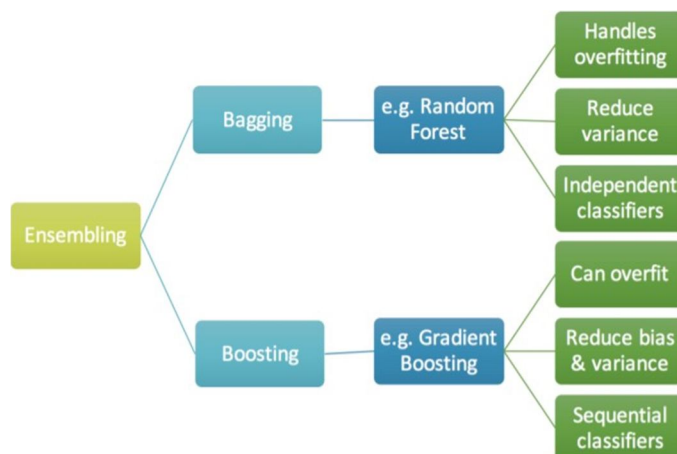 Ensembling
Bagging
e.g. Random
Forest
Handles
overfitting
Reduce
variance
Independent
classifiers
Boosting
e.g. Gradient
Boosting
Can overfit
Reduce bias
& variance
Sequential
classifiers